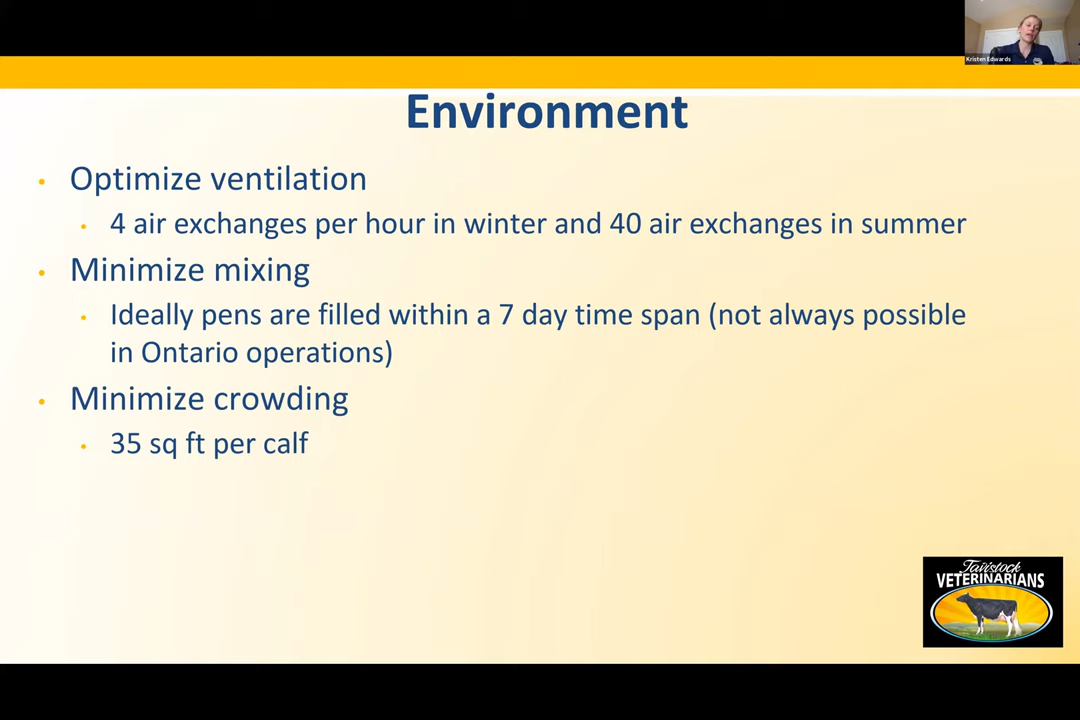 Kristen Edwards
Environment
• Optimize ventilation
• 4 air exchanges per hour in winter and 40 air exchanges in summer
• Minimize mixing
• Ideally pens are filled within a 7 day time span (not always possible
in Ontario operations)
• Minimize crowding
• 35 sq ft per calf
Tavistock
VETERINARIANS